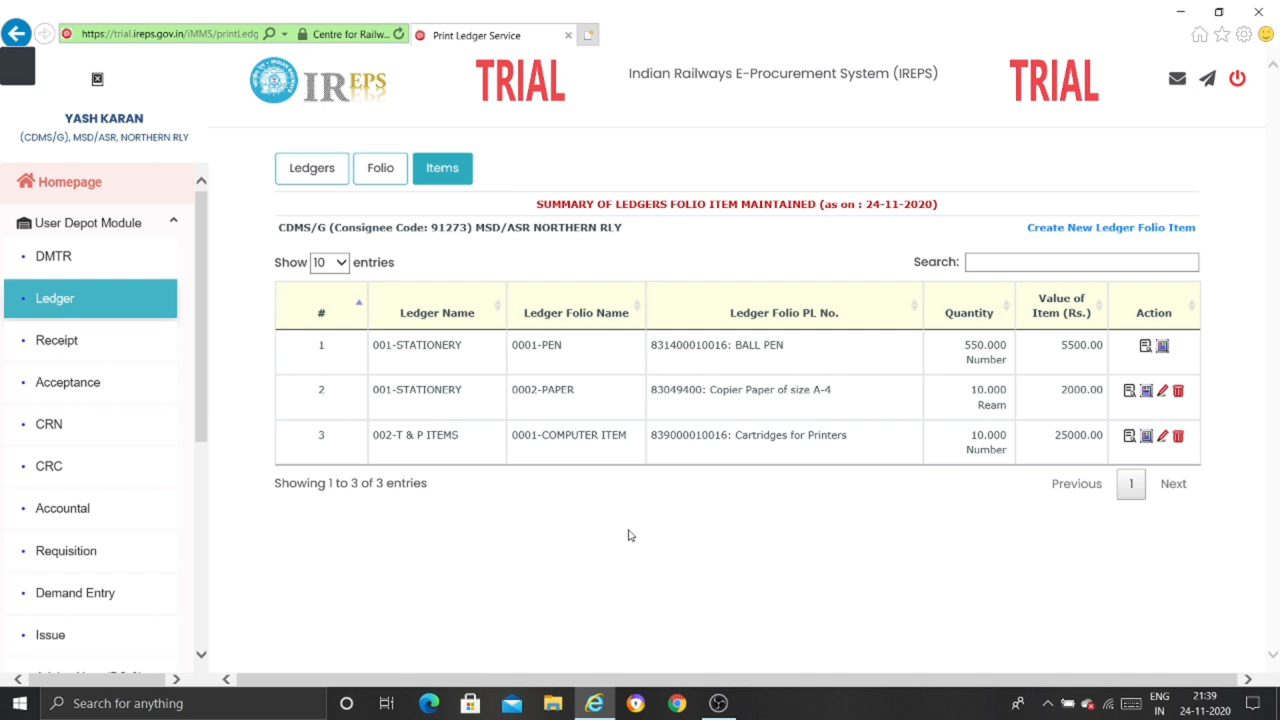 https://trial.ireps.gov.in/iMMS/printLedg
Centre for Railw...
Print Ledger Service
IREPS
TRIAL
Indian Railways E-Procurement System (IREPS)
TRIAL
YASH KARAN
(CDMS/G), MSD/ASR, NORTHERN RLY
Homepage
User Depot Module
DMTR
Ledger
Receipt
Acceptance
CRN
CRC
Accountal
Requisition
Demand Entry
Issue
Ledgers
Folio
Items
SUMMARY OF LEDGERS FOLIO ITEM MAINTAINED (as on : 24-11-2020)
CDMS/G (Consignee Code: 91273) MSD/ASR NORTHERN RLY
Create New Ledger Folio Item
Show 10 entries
Search:
# Ledger Name Ledger Folio Name Ledger Folio PL No. Quantity Value of Item (Rs.) Action
1 001-STATIONERY 0001-PEN 831400010016: BALL PEN 550.000 Number 5500.00
2 001-STATIONERY 0002-PAPER 83049400: Copier Paper of size A-4 10.000 Ream 2000.00
3 002-T & P ITEMS 0001-COMPUTER ITEM 839000010016: Cartridges for Printers 10.000 Number 25000.00
Showing 1 to 3 of 3 entries
Previous 1 Next
Search for anything
ENG
IN
21:39
24-11-2020